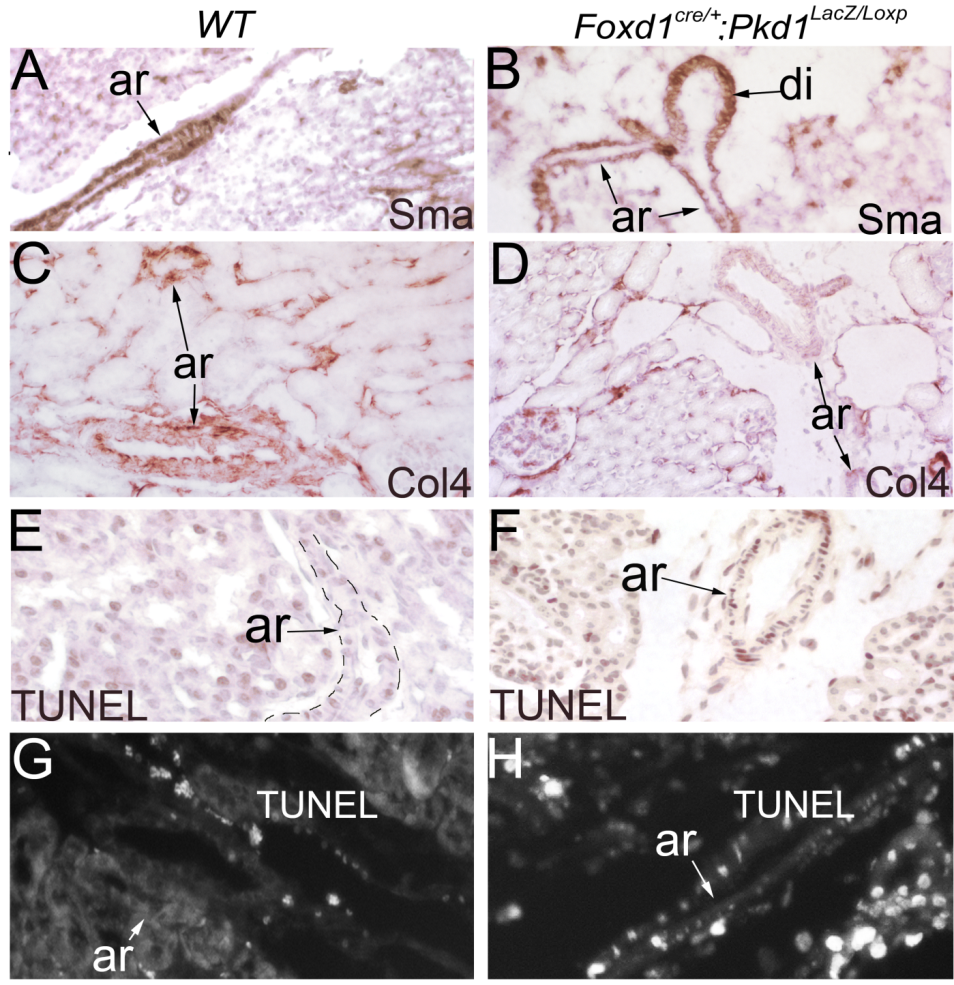 WT
Foxd1cre/+;Pkd1LacZ/Loxp
A
ar
Sma
B
di
ar
Sma
C
ar
Col4
D
ar
Col4
E
ar
TUNEL
F
ar
TUNEL
G
TUNEL
ar
H
TUNEL
ar